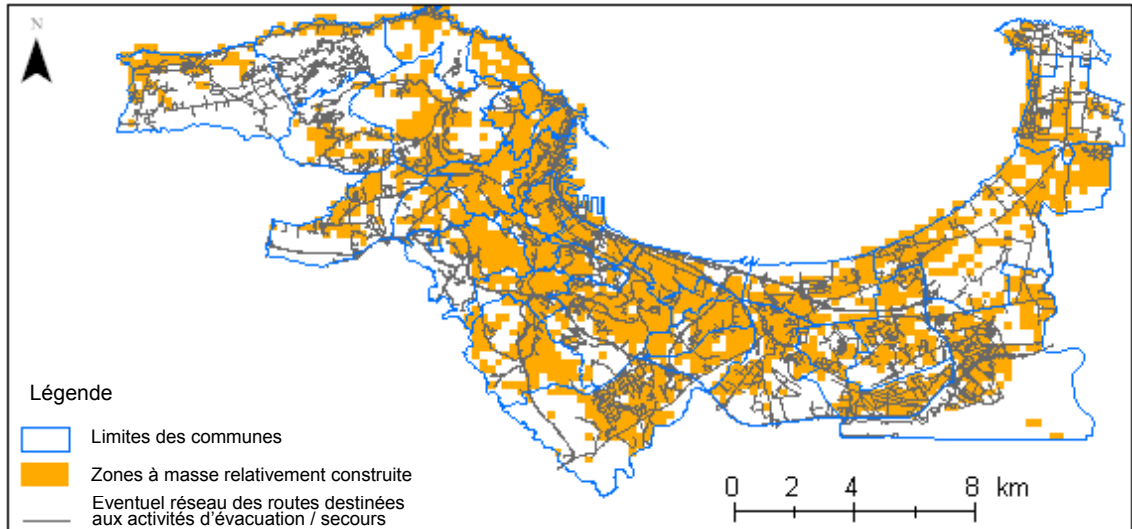 N
Légende
Limites des communes
Zones à masse relativement construite
Eventuel réseau des routes destinées
aux activités d'évacuation / secours
0 2 4 8 km